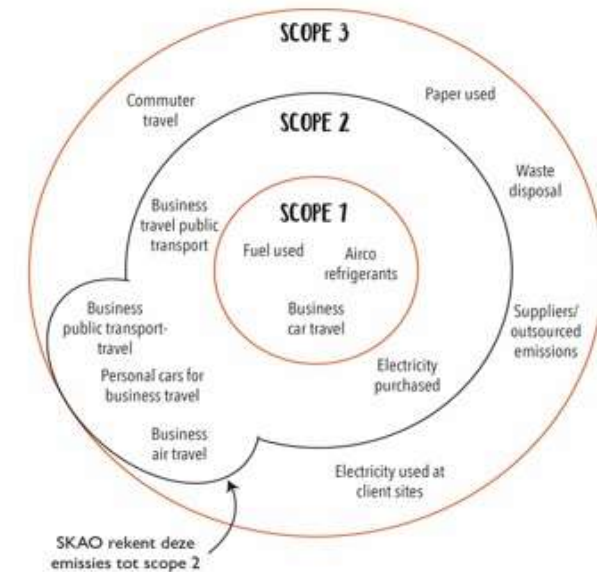 SCOPE 3
Commuter
travel
Paper used
SCOPE 2
Waste
disposal
Business
travel public
transport
SCOPE 1
Fuel used
Airco
refrigerants
Business
car travel
Business
public transport-
travel
Suppliers/
outsourced
emissions
Personal cars for
business travel
Electricity
purchased
Business
air travel
Electricity used at
client sites
SKAO rekent deze
emissies tot scope 2